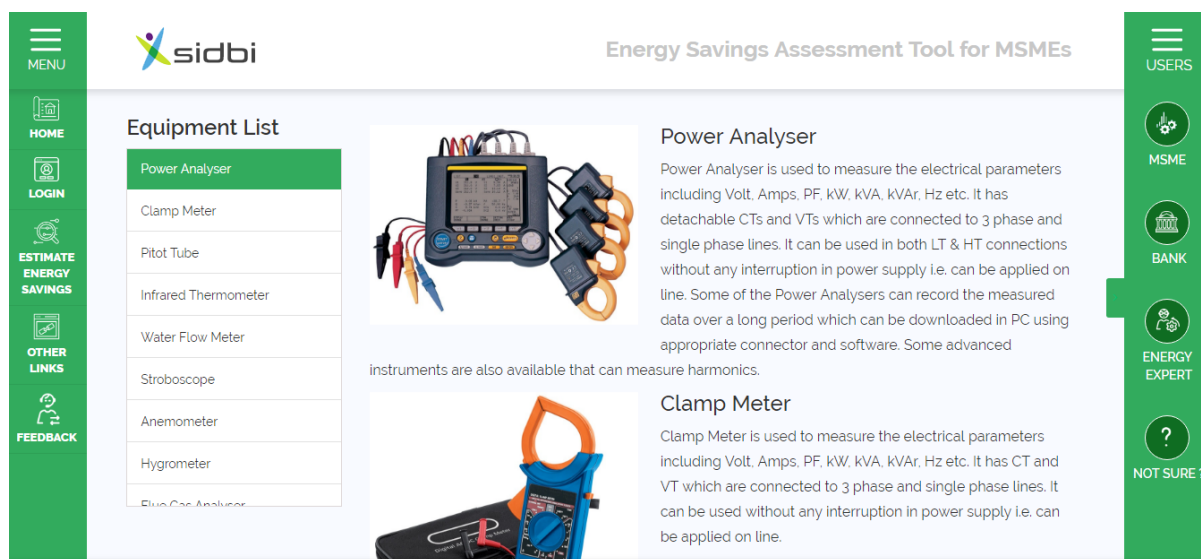 MENU
sidbi
Energy Savings Assessment Tool for MSMEs
USERS
HOME
LOGIN
ESTIMATE
ENERGY
SAVINGS
OTHER
LINKS
FEEDBACK
Equipment List
Power Analyser
Clamp Meter
Pitot Tube
Infrared Thermometer
Water Flow Meter
Stroboscope
Anemometer
Hygrometer
Flue Gas Analyser
Power Analyser
Power Analyser is used to measure the electrical parameters
including Volt, Amps, PF, kW, kVA, kVAr, Hz etc. It has
detachable CTs and VTs which are connected to 3 phase and
single phase lines. It can be used in both LT & HT connections
without any interruption in power supply i.e. can be applied on
line. Some of the Power Analysers can record the measured
data over a long period which can be downloaded in PC using
appropriate connector and software. Some advanced
instruments are also available that can measure harmonics.
Clamp Meter
Clamp Meter is used to measure the electrical parameters
including Volt, Amps, PF, kW, kVA, kVAr, Hz etc. It has CT and
VT which are connected to 3 phase and single phase lines. It
can be used without any interruption in power supply i.e. can
be applied on line.
MSME
BANK
ENERGY
EXPERT
?
NOT SURE ?